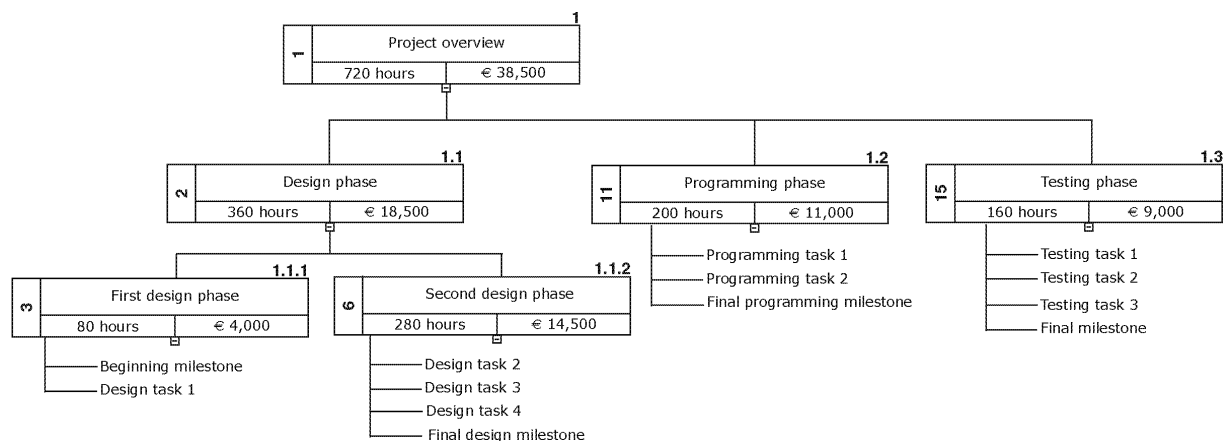 1
1
Project overview
720 hours
€ 38,500
1.1
2
Design phase
360 hours
€ 18,500
1.2
11
Programming phase
200 hours
€ 11,000
1.3
15
Testing phase
160 hours
€ 9,000
1.1.1
3
First design phase
80 hours
€ 4,000
Beginning milestone
Design task 1
1.1.2
6
Second design phase
280 hours
€ 14,500
Design task 2
Design task 3
Design task 4
Final design milestone
Programming task 1
Programming task 2
Final programming milestone
Testing task 1
Testing task 2
Testing task 3
Final milestone